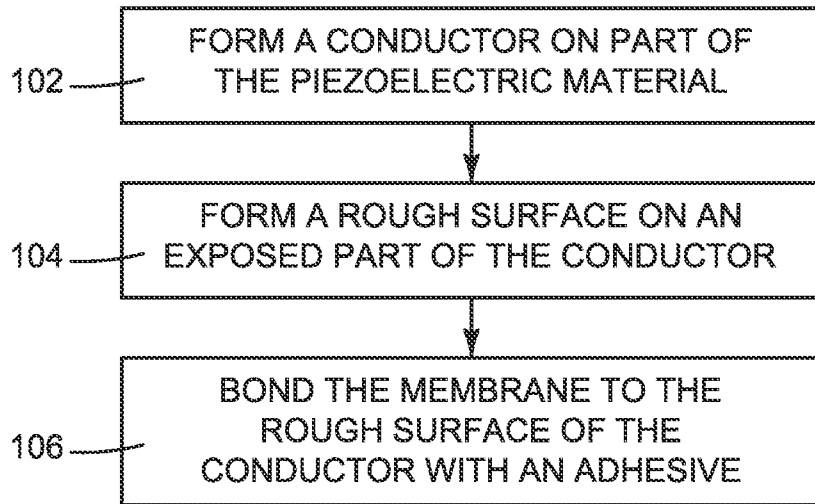 FORM A CONDUCTOR ON PART OF
102
THE PIEZOELECTRIC MATERIAL
FORM A ROUGH SURFACE ON AN
104
EXPOSED PART OF THE CONDUCTOR
BOND THE MEMBRANE TO THE
106
ROUGH SURFACE OF THE
CONDUCTOR WITH AN ADHESIVE